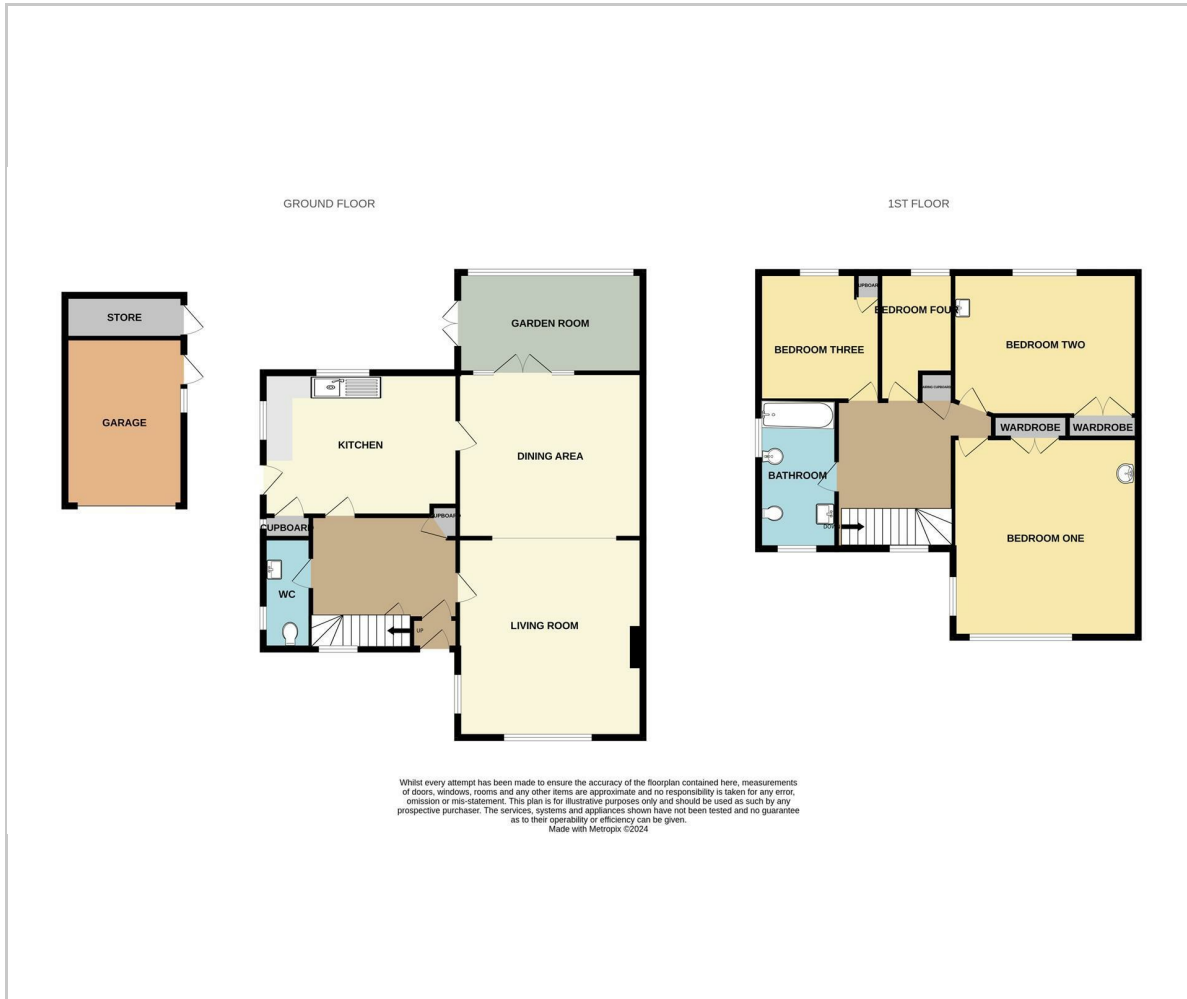 GROUND FLOOR
1ST FLOOR
STORE
GARAGE
GARDEN ROOM
KITCHEN
DINING AREA
CUPBOARD
UPBOARD
WC
UP
LIVING ROOM
UPBOARD
BEDROOM FOUR
BEDROOM THREE
BEDROOM TWO
CUPBOARD
WARDROBE
WARDROBE
BATHROOM
DOWN
BEDROOM ONE
Whilst every attempt has been made to ensure the accuracy of the floorplan contained here, measurements
of doors, windows, rooms and any other items are approximate and no responsibility is taken for any error,
omission or mis-statement. This plan is for illustrative purposes only and should be used as such by any
prospective purchaser. The services, systems and appliances shown have not been tested and no guarantee
as to their operability or efficiency can be given.
Made with Metropix ©2024